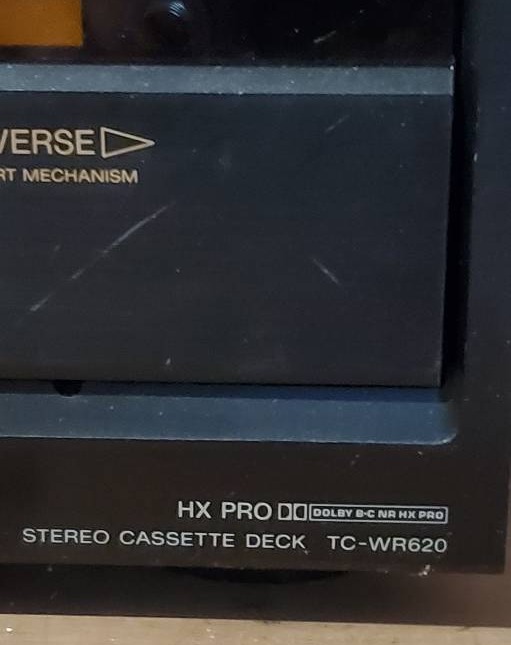 VERSE
RT MECHANISM
HX PRO DOLBY B-C NR HX PRO
STEREO CASSETTE DECK TC-WR620